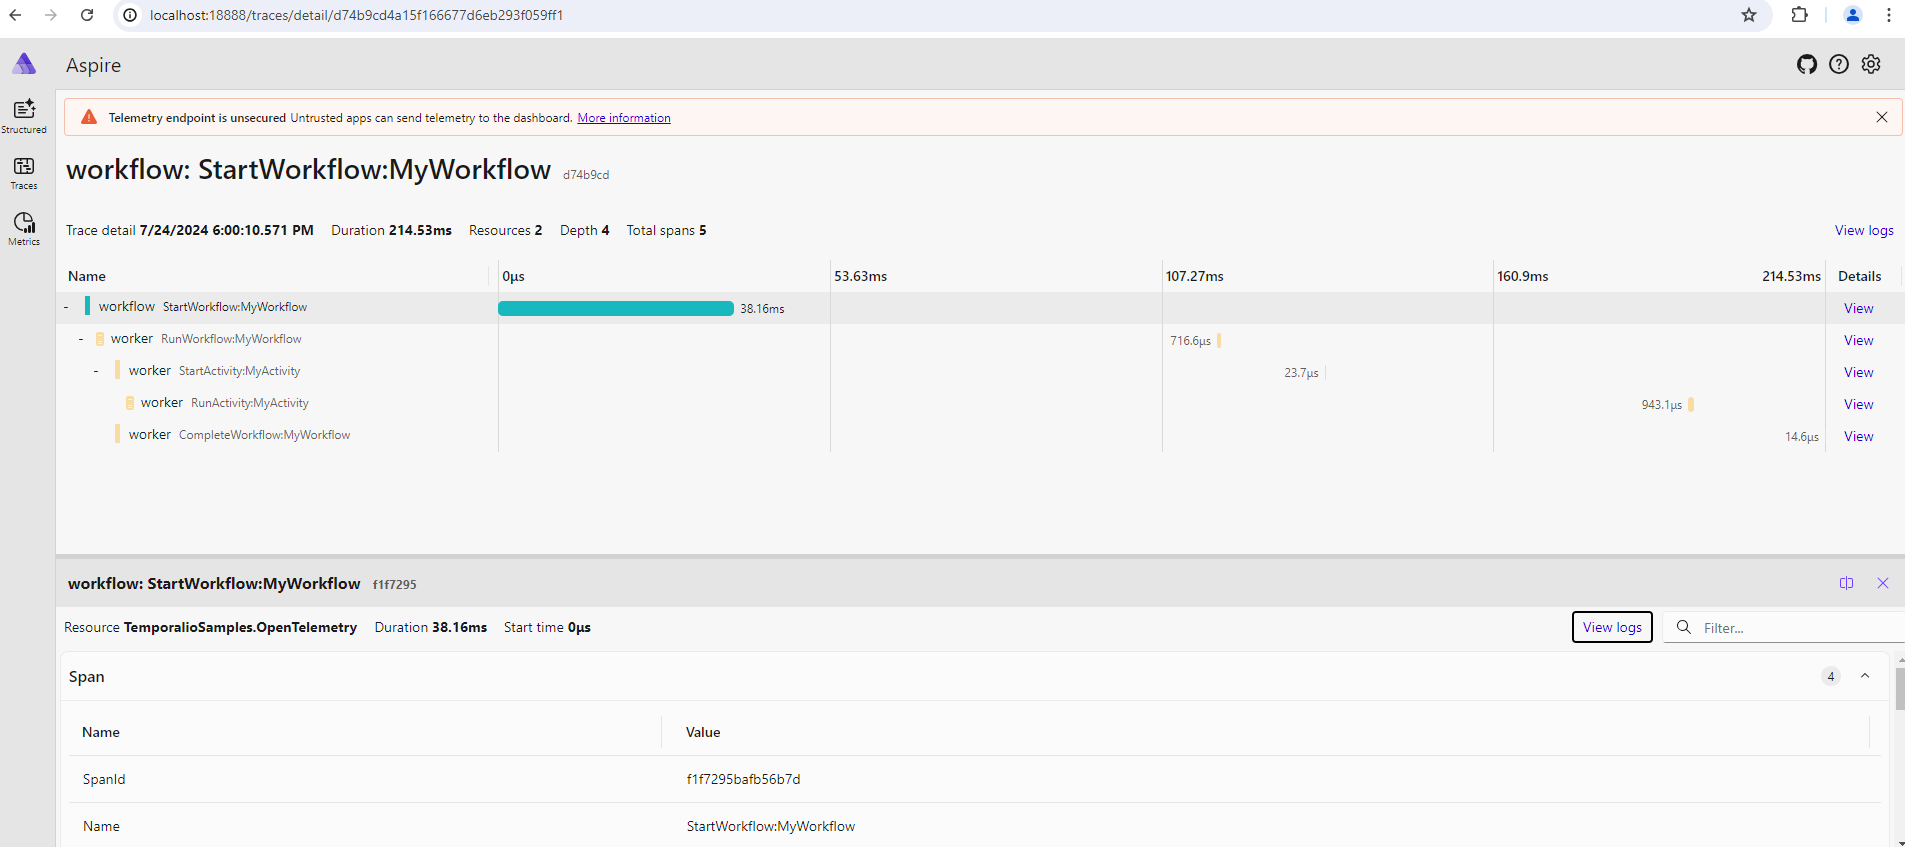 localhost:18888/traces/detail/d74b9cd4a15f166677d6eb293f059ff1
Aspire
Structured
Traces
Metrics
Telemetry endpoint is unsecured Untrusted apps can send telemetry to the dashboard. More information
workflow: StartWorkflow:MyWorkflow d74b9cd
Trace detail 7/24/2024 6:00:10.571 PM Duration 214.53ms Resources 2 Depth 4 Total spans 5 View logs
Name 0μs 53.63ms 107.27ms 160.9ms 214.53ms Details
- workflow StartWorkflow:MyWorkflow 38.16ms View
- worker RunWorkflow:MyWorkflow 716.6μs View
- worker StartActivity:MyActivity 23.7μs View
worker RunActivity:MyActivity 943.1μs View
worker CompleteWorkflow:MyWorkflow 14.6μs View
workflow: StartWorkflow:MyWorkflow f1f7295
Resource TemporalioSamples.OpenTelemetry Duration 38.16ms Start time 0μs View logs Filter...
Span 4
Name Value
SpanId f1f7295bafb56b7d
Name StartWorkflow:MyWorkflow